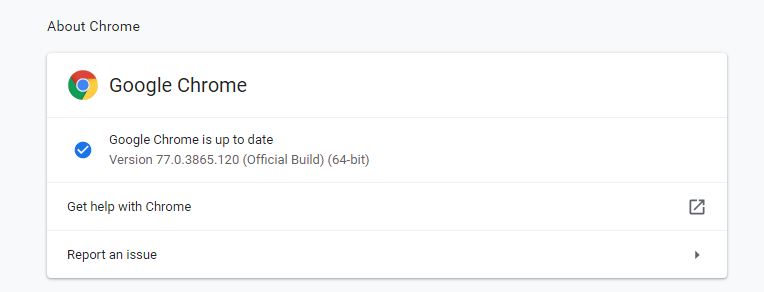 About Chrome
Google Chrome
Google Chrome is up to date
Version 77.0.3865.120 (Official Build) (64-bit)
Get help with Chrome
Report an issue